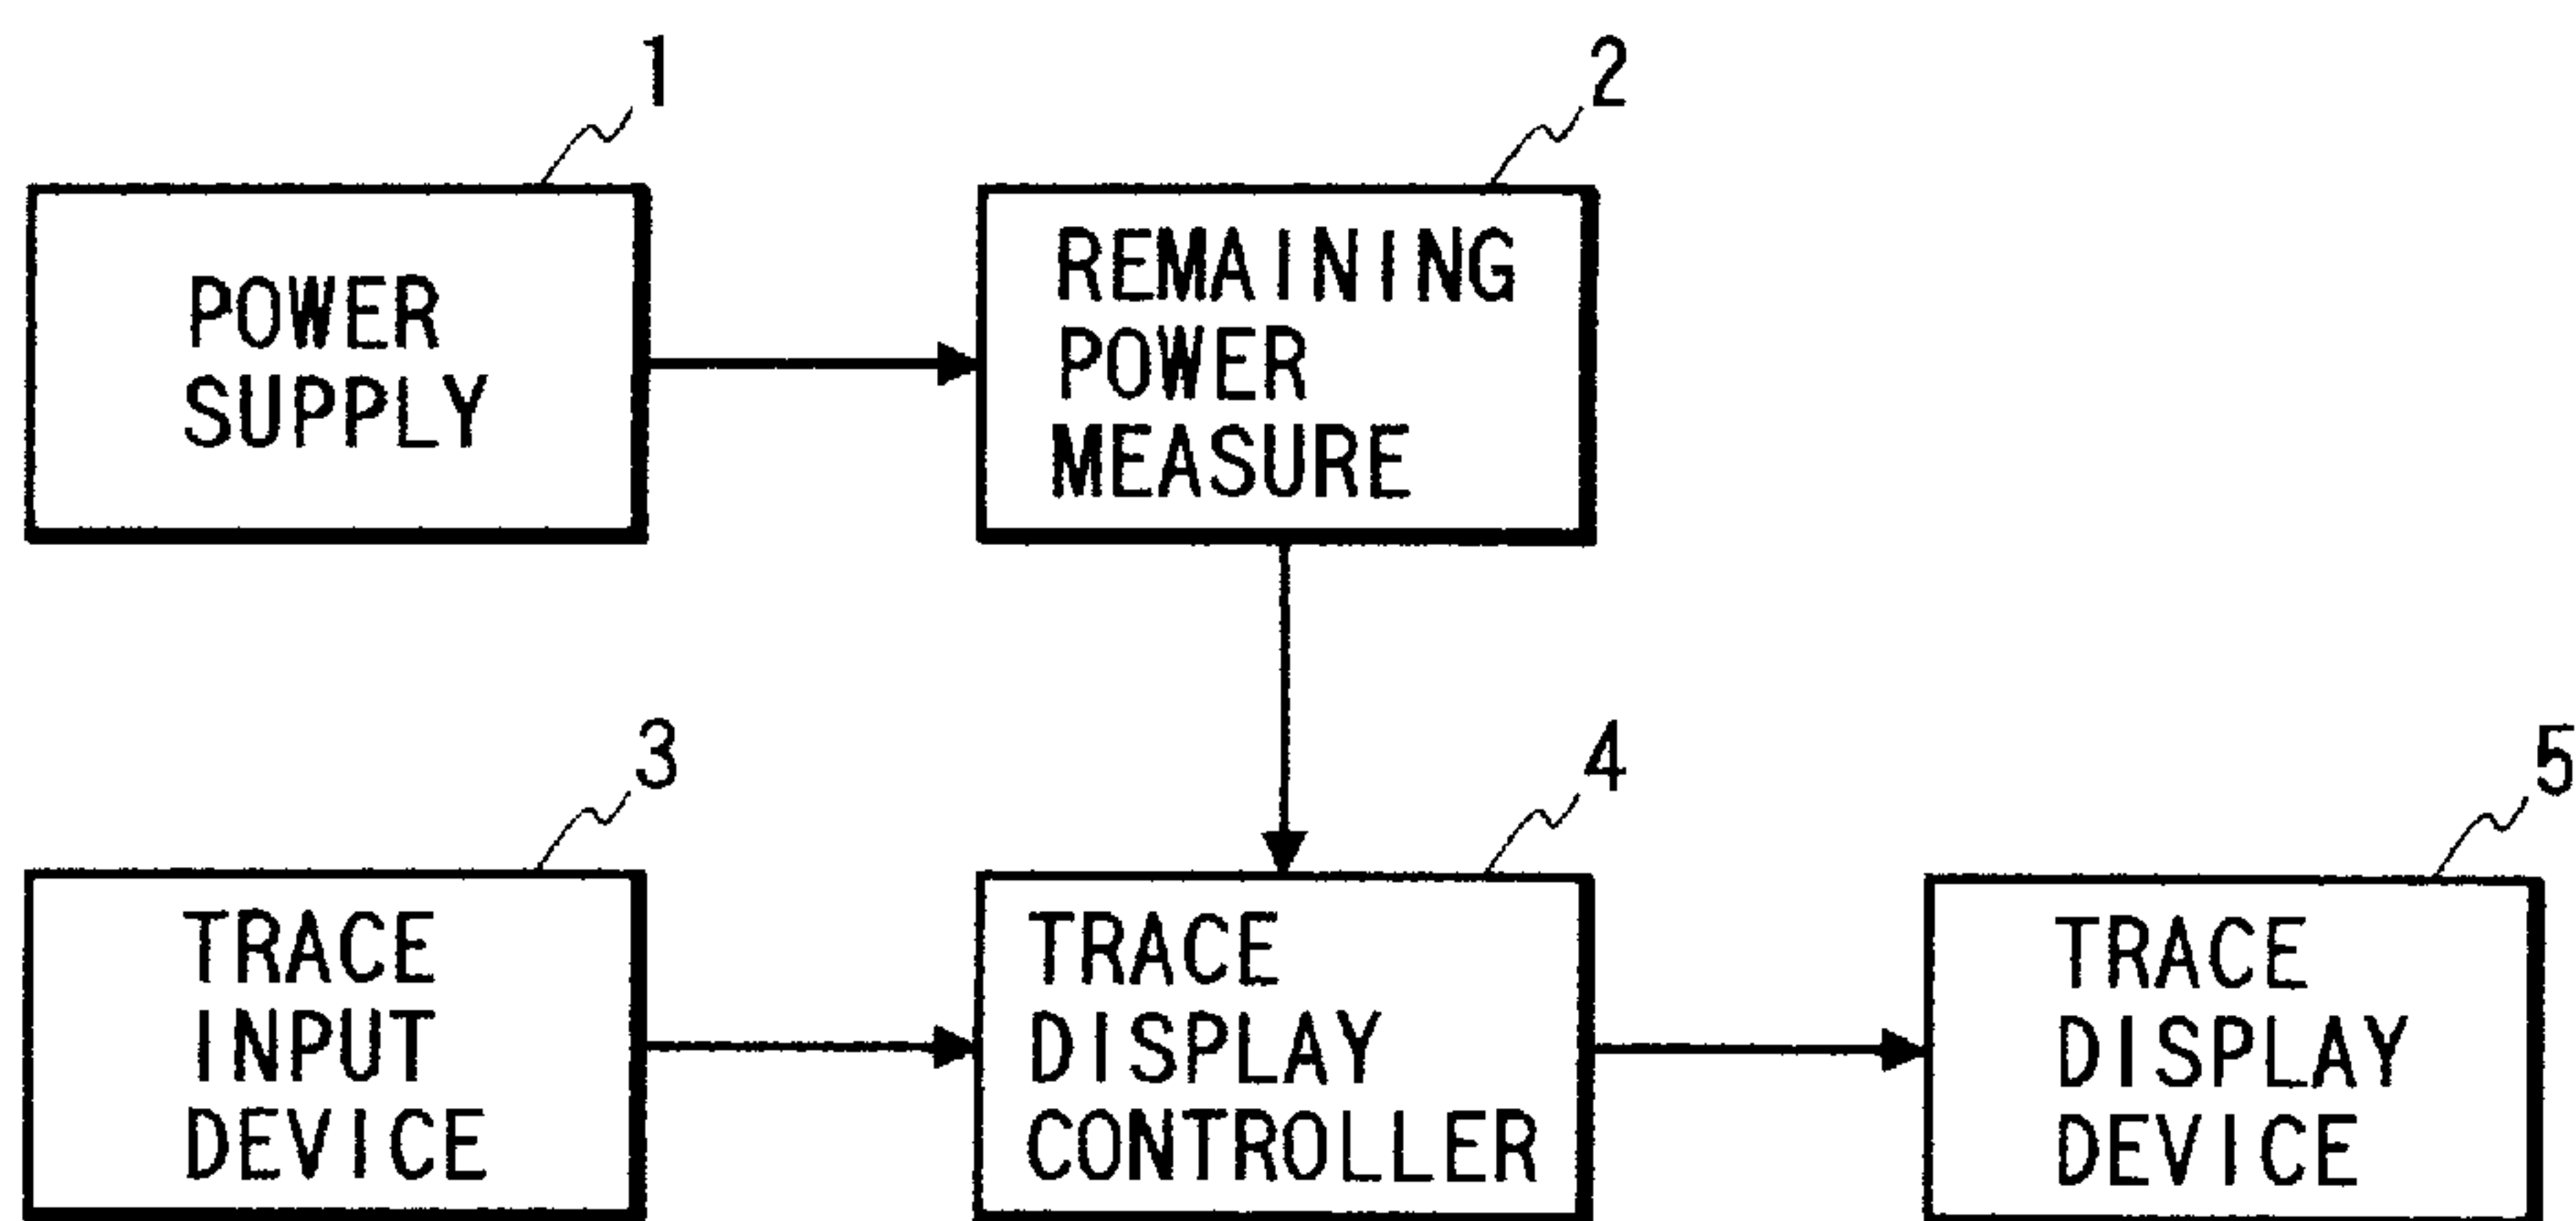 1
POWER
SUPPLY
2
REMAINING
POWER
MEASURE
3
TRACE
INPUT
DEVICE
4
TRACE
DISPLAY
CONTROLLER
5
TRACE
DISPLAY
DEVICE